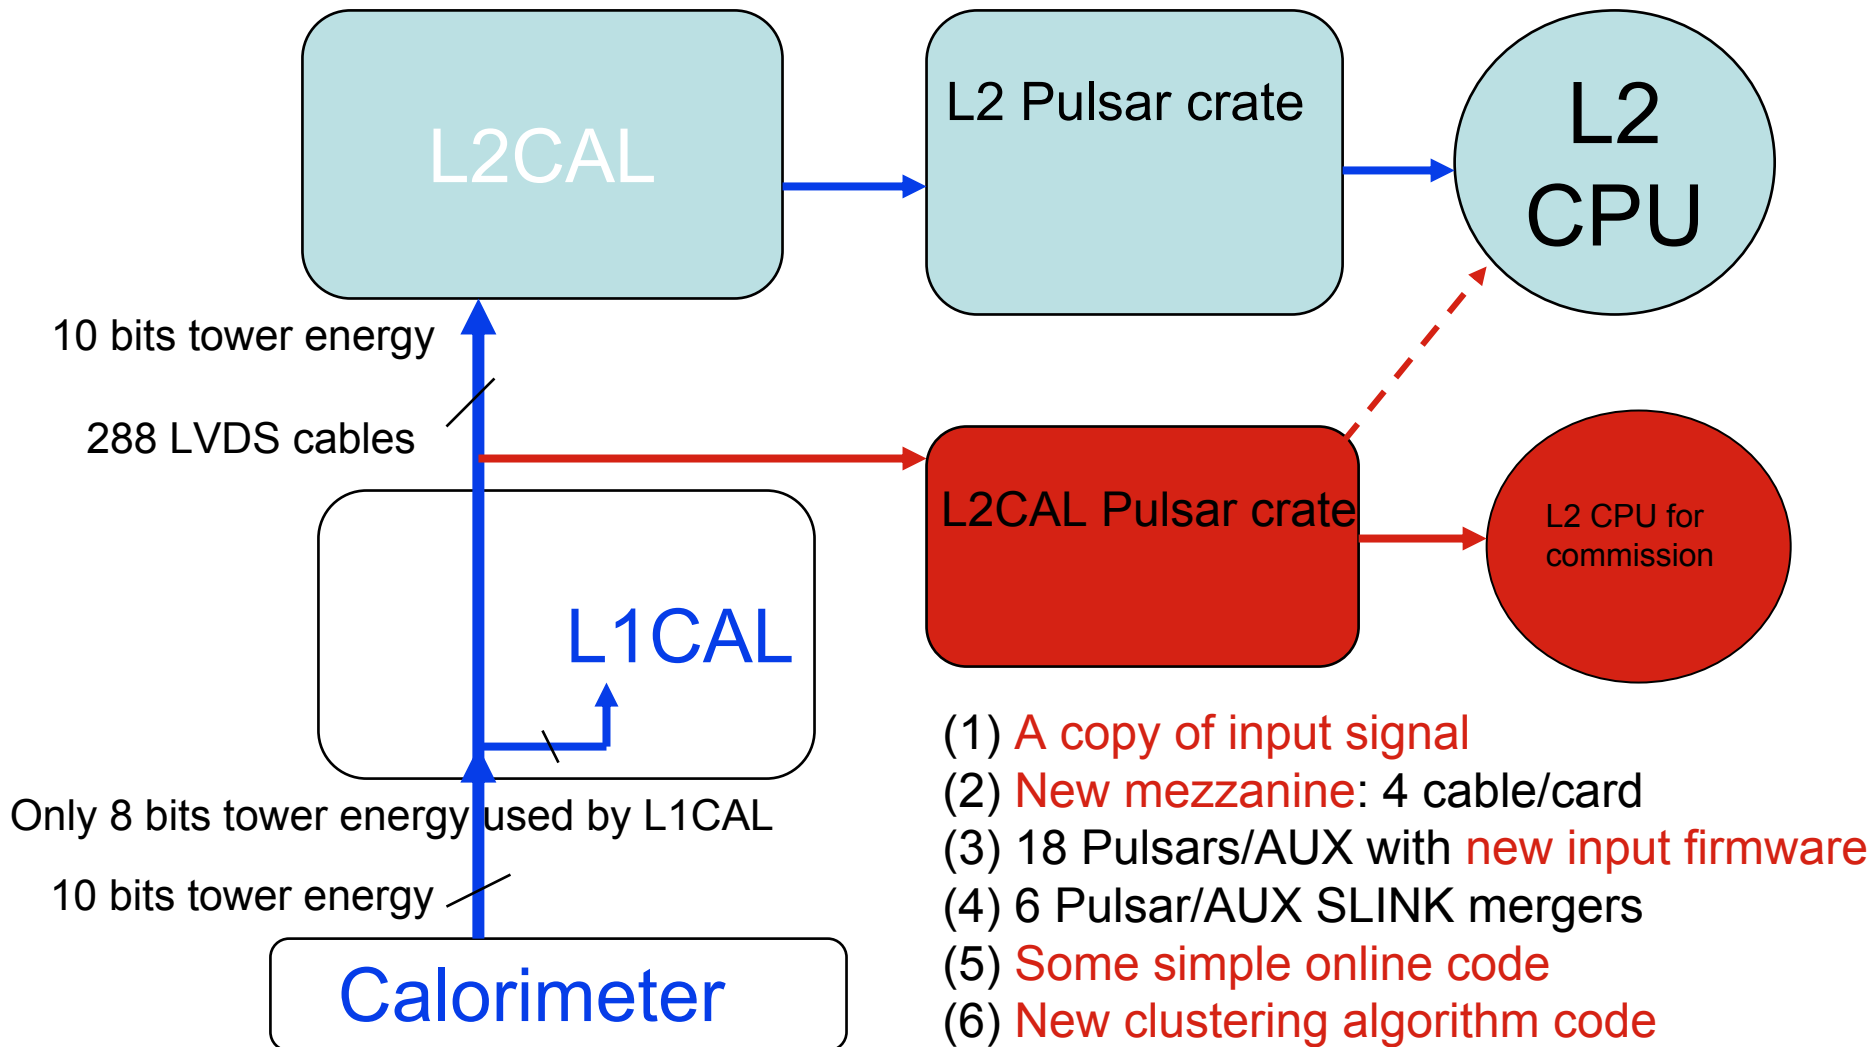 L2CAL
L2 Pulsar crate
L2
CPU
10 bits tower energy
288 LVDS cables
L2CAL Pulsar crate
L2 CPU for
commission
L1CAL
Only 8 bits tower energy used by L1CAL
10 bits tower energy
Calorimeter
(1) A copy of input signal
(2) New mezzanine: 4 cable/card
(3) 18 Pulsars/AUX with new input firmware
(4) 6 Pulsar/AUX SLINK mergers
(5) Some simple online code
(6) New clustering algorithm code